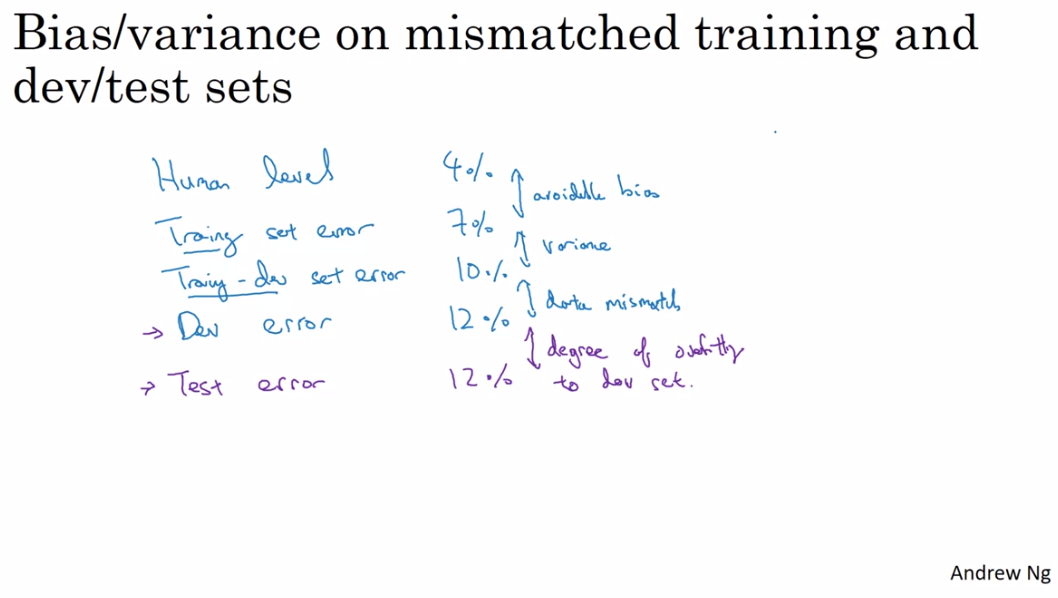 Bias/variance on mismatched training and
dev/test sets
Human level 4%
avoidable bias
Training set error 7%
variance
Training-dev set error 10%
data mismatch
→ Dev error 12%
degree of overfitting
→ Test error 12% to dev set.
Andrew Ng